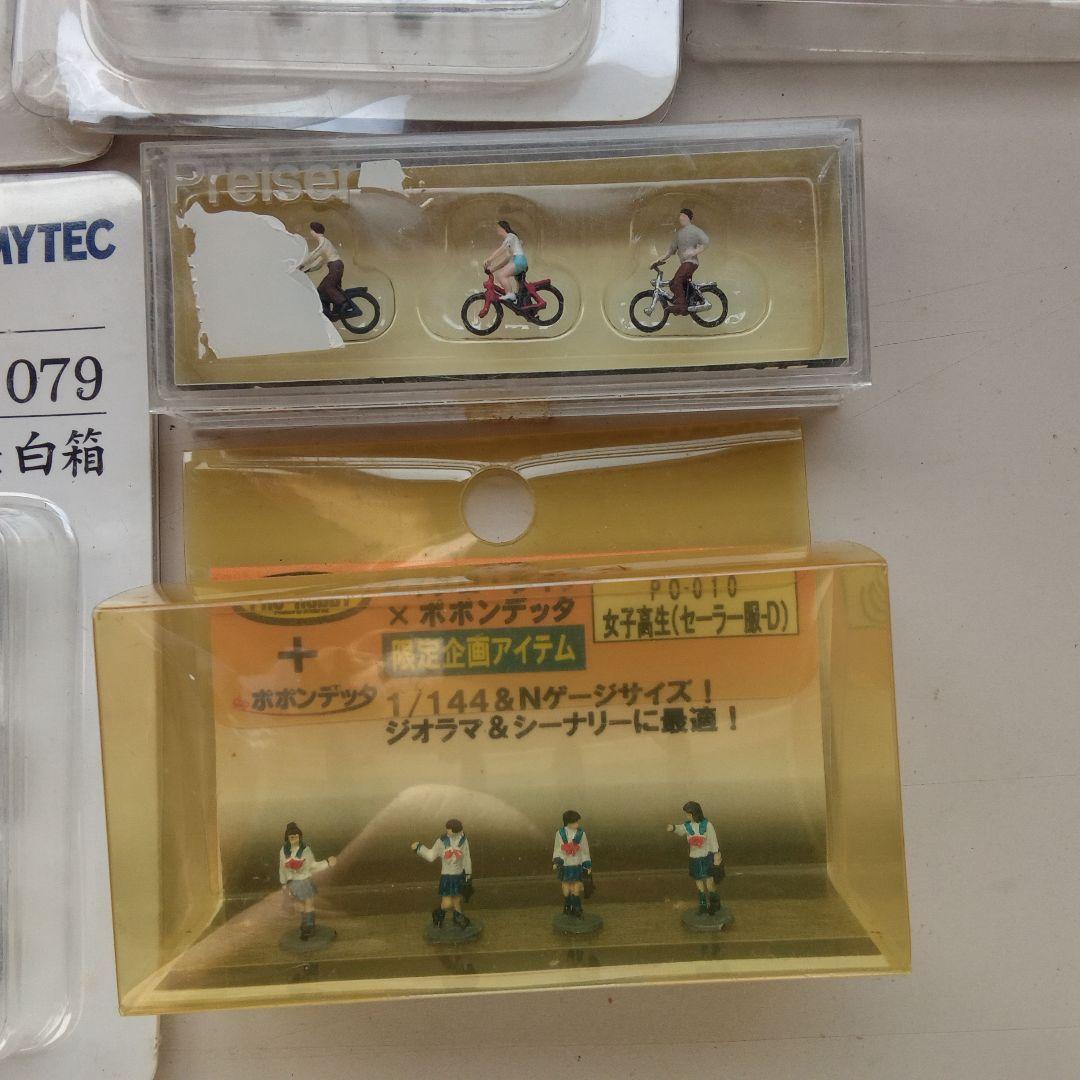 Preiser
MYTEC
079
白箱
× ポポンデッタ
限定企画アイテム
PO-010
女子高生(セーラー服-D)
+
ポポンデッタ
1/144&Nゲージサイズ!
ジオラマ&シーナリーに最適!